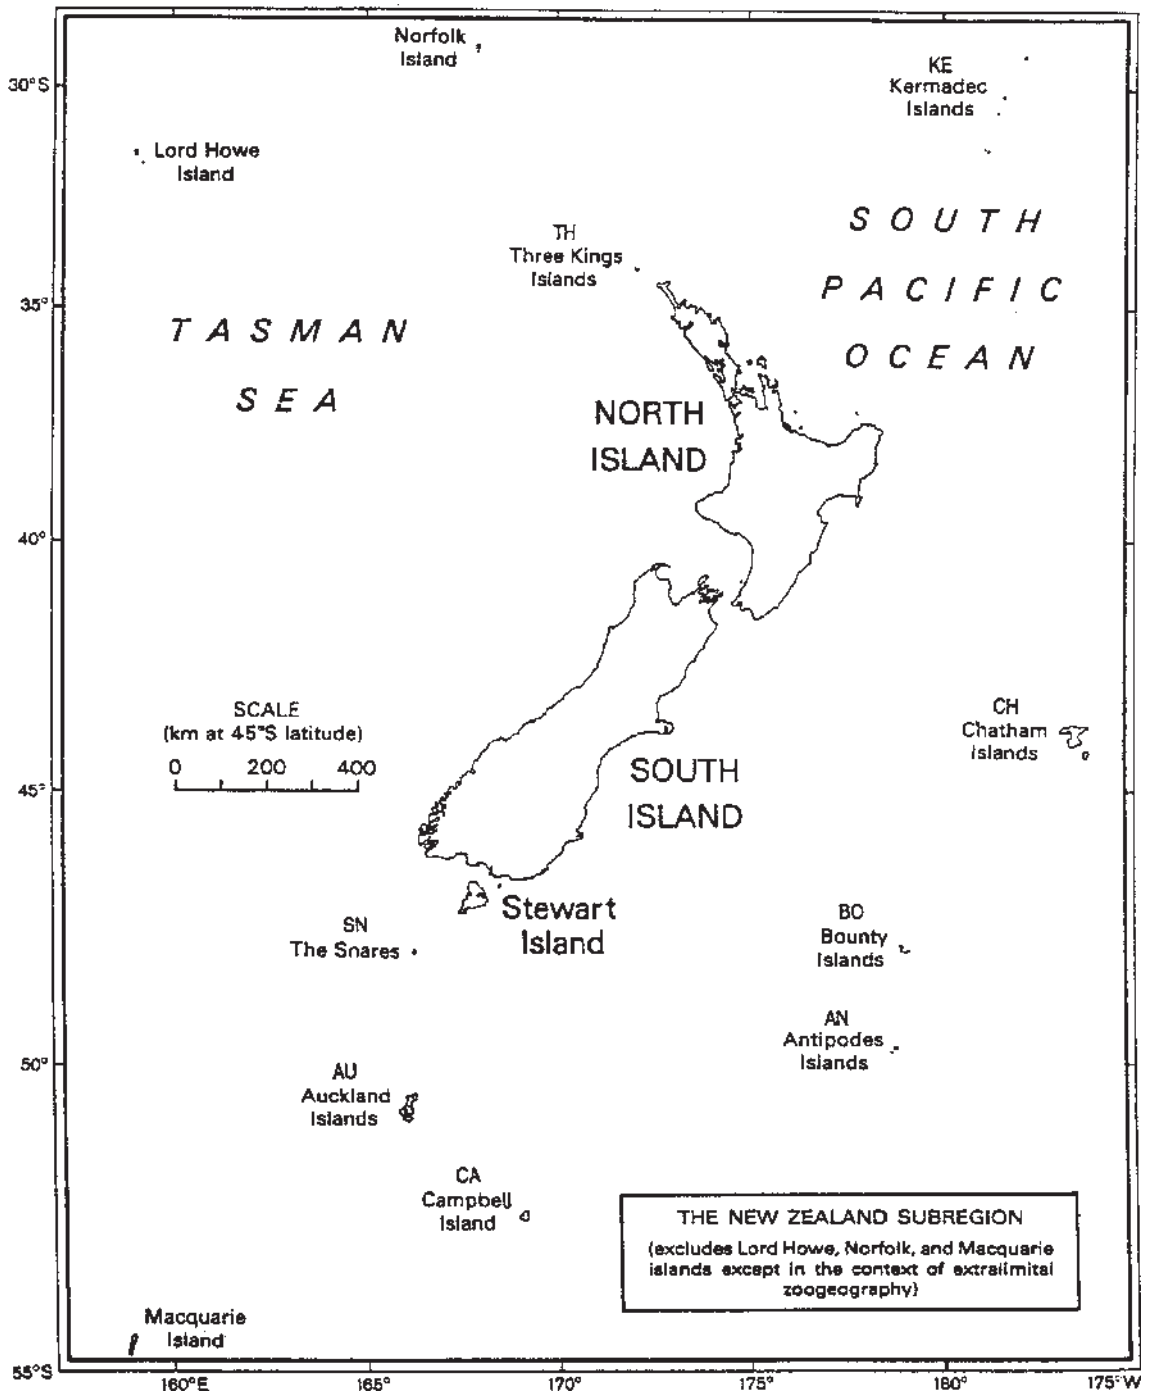 Norfolk
Island
KE
Kermadec
Islands
30°S
Lord Howe
Island
SOUTH
PACIFIC
OCEAN
TH
Three Kings
Islands
35°
TASMAN
SEA
NORTH
ISLAND
40°
SCALE
(km at 45°S latitude)
0 200 400
CH
Chatham
Islands
SOUTH
ISLAND
45°
Stewart
Island
SN
The Snares
BO
Bounty
Islands
AN
Antipodes
Islands
50°
AU
Auckland
Islands
CA
Campbell
Island
THE NEW ZEALAND SUBREGION
(excludes Lord Howe, Norfolk, and Macquarie
islands except in the context of extralimital
zoogeography)
Macquarie
Island
55°S
160°E 165° 170° 175° 180° 175°W